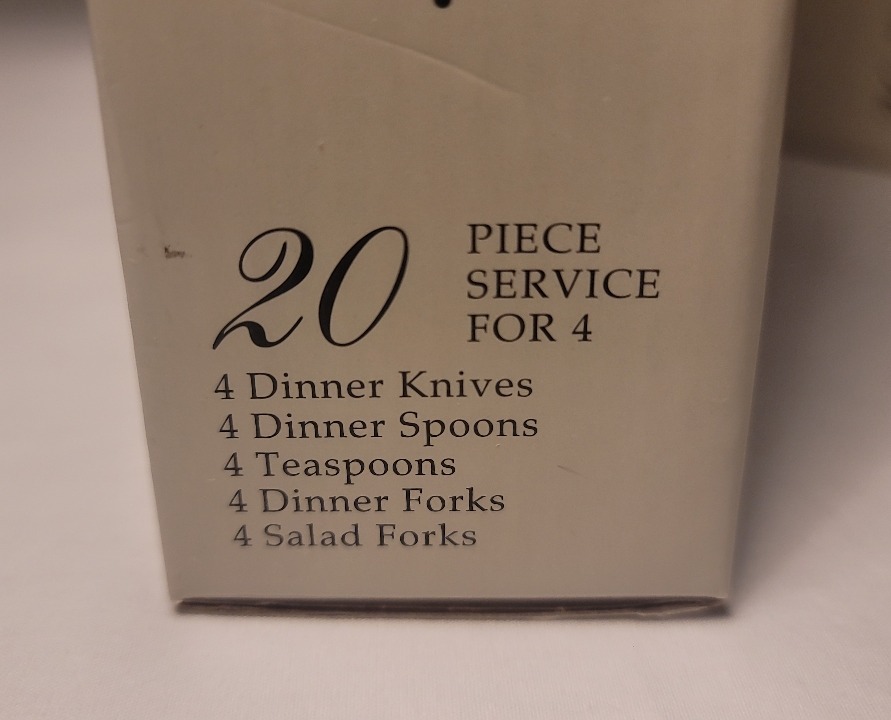 20 PIECE
SERVICE
FOR 4
4 Dinner Knives
4 Dinner Spoons
4 Teaspoons
4 Dinner Forks
4 Salad Forks